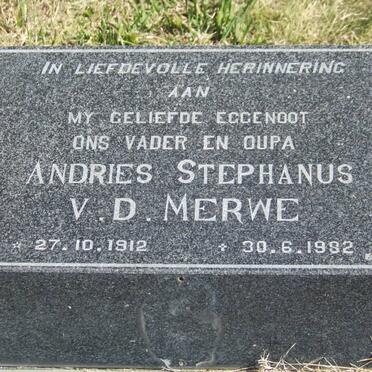 IN LIEFDEVOLLE HERINNERING
AAN
MY GELIEFDE EGGENOOT
ONS VADER EN OUPA
ANDRIES STEPHANUS
V.D. MERWE
* 27.10.1912 + 30.6.1982